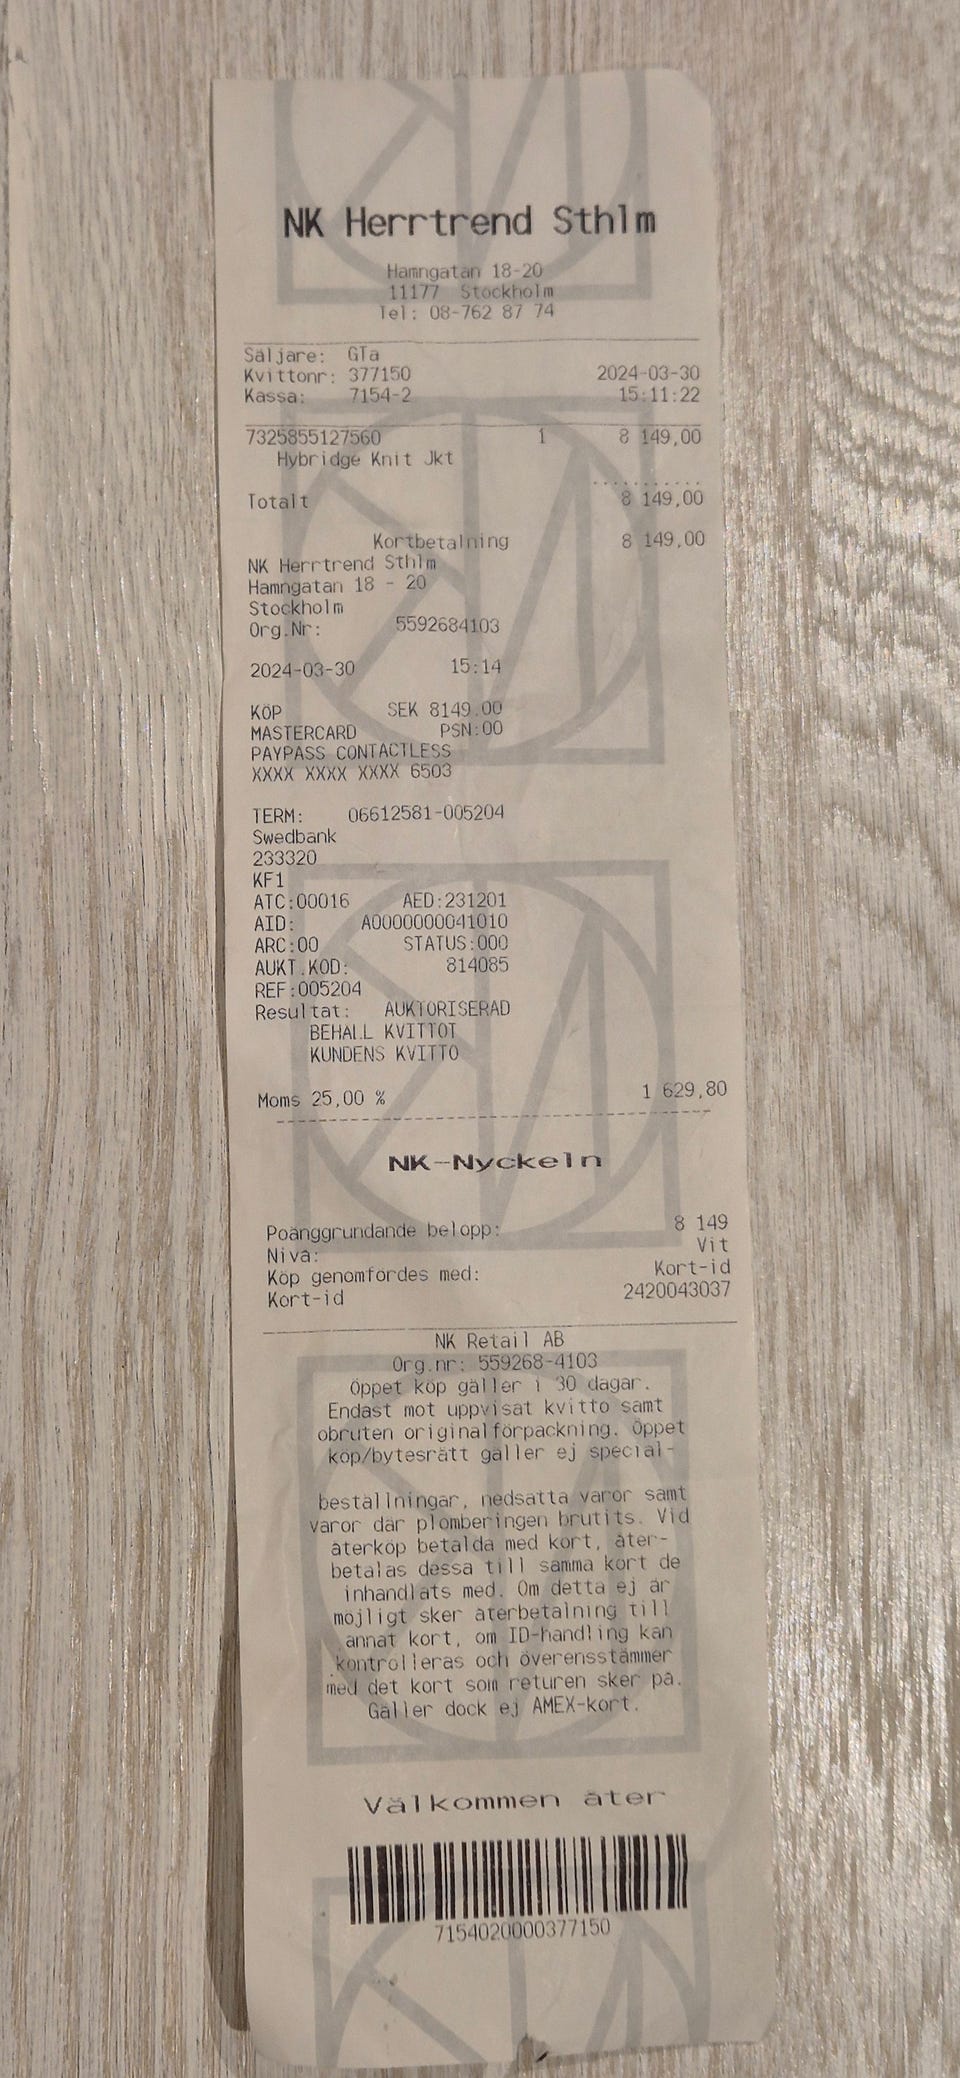 NK Herrtrend Sthlm
Hamngatan 18-20
11177 Stockholm
Tel: 08-762 87 74
Säljare: GTa
Kvittonr: 377150 2024-03-30
Kassa: 7154-2 15:11:22
7325855127560 1 8 149,00
Hybridge Knit Jkt
Totalt 8 149,00
Kortbetalning 8 149,00
NK Herrtrend Sthlm
Hamngatan 18 - 20
Stockholm
Org.Nr: 5592684103
2024-03-30 15:14
KÖP SEK 8149.00
MASTERCARD PSN:00
PAYPASS CONTACTLESS
XXXX XXXX XXXX 6503
TERM: 06612581-005204
Swedbank
233320
KF1
ATC:00016 AED:231201
AID: A0000000041010
ARC:00 STATUS:000
AUKT.KOD: 814085
REF:005204
Resultat: AUKTORISERAD
BEHALL KVITTOT
KUNDENS KVITTO
Moms 25,00 % 1 629,80
NK-Nyckeln
Poänggrundande belopp: 8 149
Nivå: Vit
Köp genomfördes med: Kort-id
Kort-id 2420043037
NK Retail AB
Org.nr: 559268-4103
Öppet köp gäller i 30 dagar.
Endast mot uppvisat kvitto samt
obruten originalförpackning. Öppet
köp/bytesrätt gäller ej special-
beställningar, nedsatta varor samt
varor där plomberingen brutits. Vid
återköp betalda med kort, åter-
betalas dessa till samma kort de
inhandlats med. Om detta ej är
möjligt sker återbetalning till
annat kort, om ID-handling kan
kontrolleras och överensstämmer
med det kort som returen sker på.
Gäller dock ej AMEX-kort.
Välkommen åter
7154020000377150